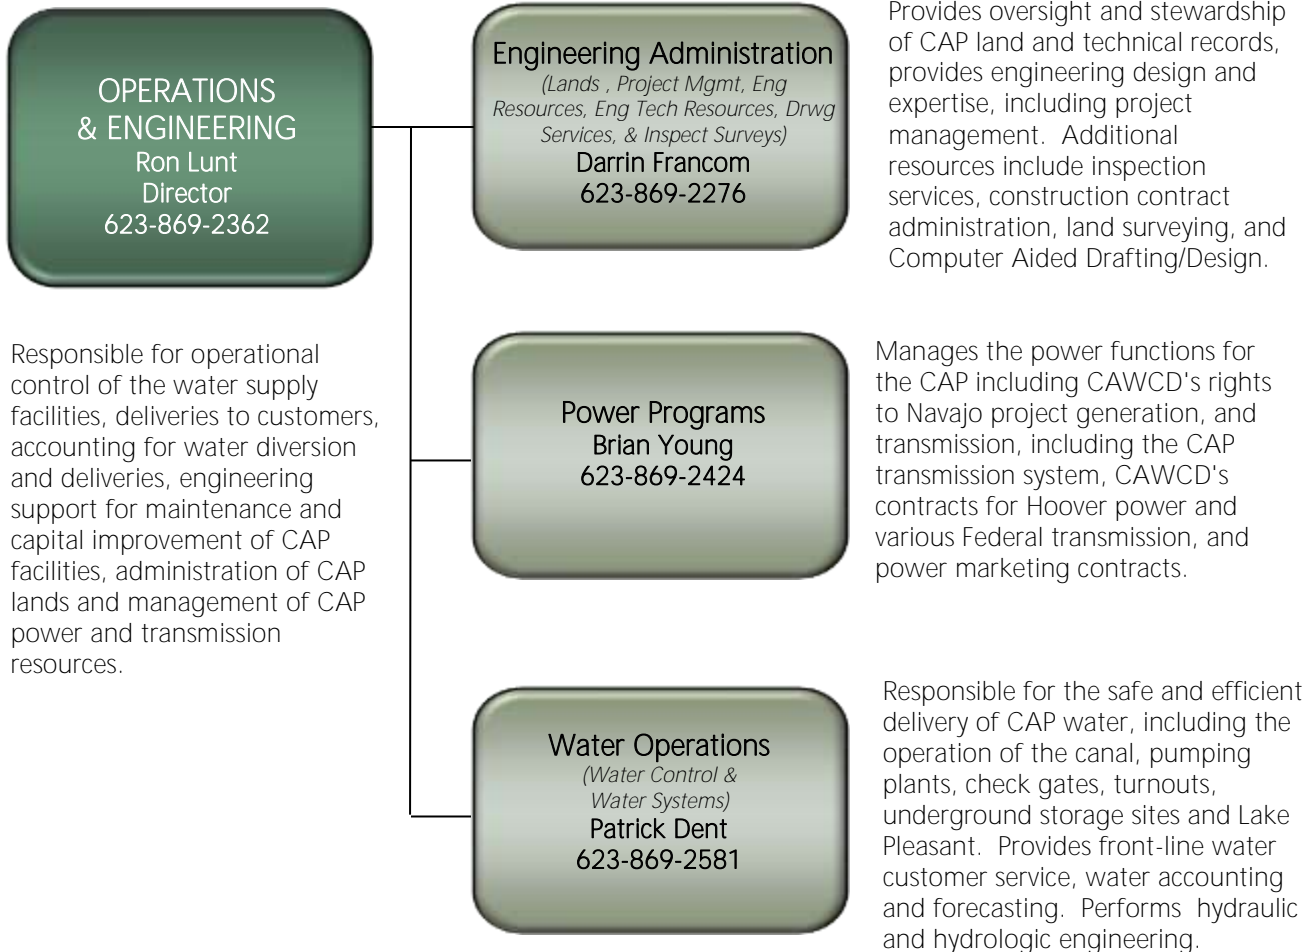 OPERATIONS
& ENGINEERING
Ron Lunt
Director
623-869-2362
Responsible for operational
control of the water supply
facilities, deliveries to customers,
accounting for water diversion
and deliveries, engineering
support for maintenance and
capital improvement of CAP
facilities, administration of CAP
lands and management of CAP
power and transmission
resources.
Engineering Administration
(Lands , Project Mgmt, Eng
Resources, Eng Tech Resources, Drwg
Services, & Inspect Surveys)
Darrin Francom
623-869-2276
Provides oversight and stewardship
of CAP land and technical records,
provides engineering design and
expertise, including project
management.  Additional
resources include inspection
services, construction contract
administration, land surveying, and
Computer Aided Drafting/Design.
Power Programs
Brian Young
623-869-2424
Manages the power functions for
the CAP including CAWCD's rights
to Navajo project generation, and
transmission, including the CAP
transmission system, CAWCD's
contracts for Hoover power and
various Federal transmission, and
power marketing contracts.
Water Operations
(Water Control &
Water Systems)
Patrick Dent
623-869-2581
Responsible for the safe and efficient
delivery of CAP water, including the
operation of the canal, pumping
plants, check gates, turnouts,
underground storage sites and Lake
Pleasant.  Provides front-line water
customer service, water accounting
and forecasting.  Performs  hydraulic
and hydrologic engineering.